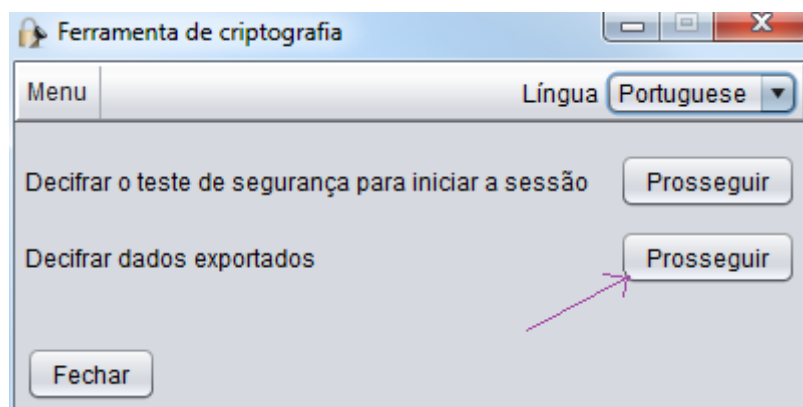 Ferramenta de criptografia
Menu Língua Portuguese
Decifrar o teste de segurança para iniciar a sessão Prosseguir
Decifrar dados exportados Prosseguir
Fechar